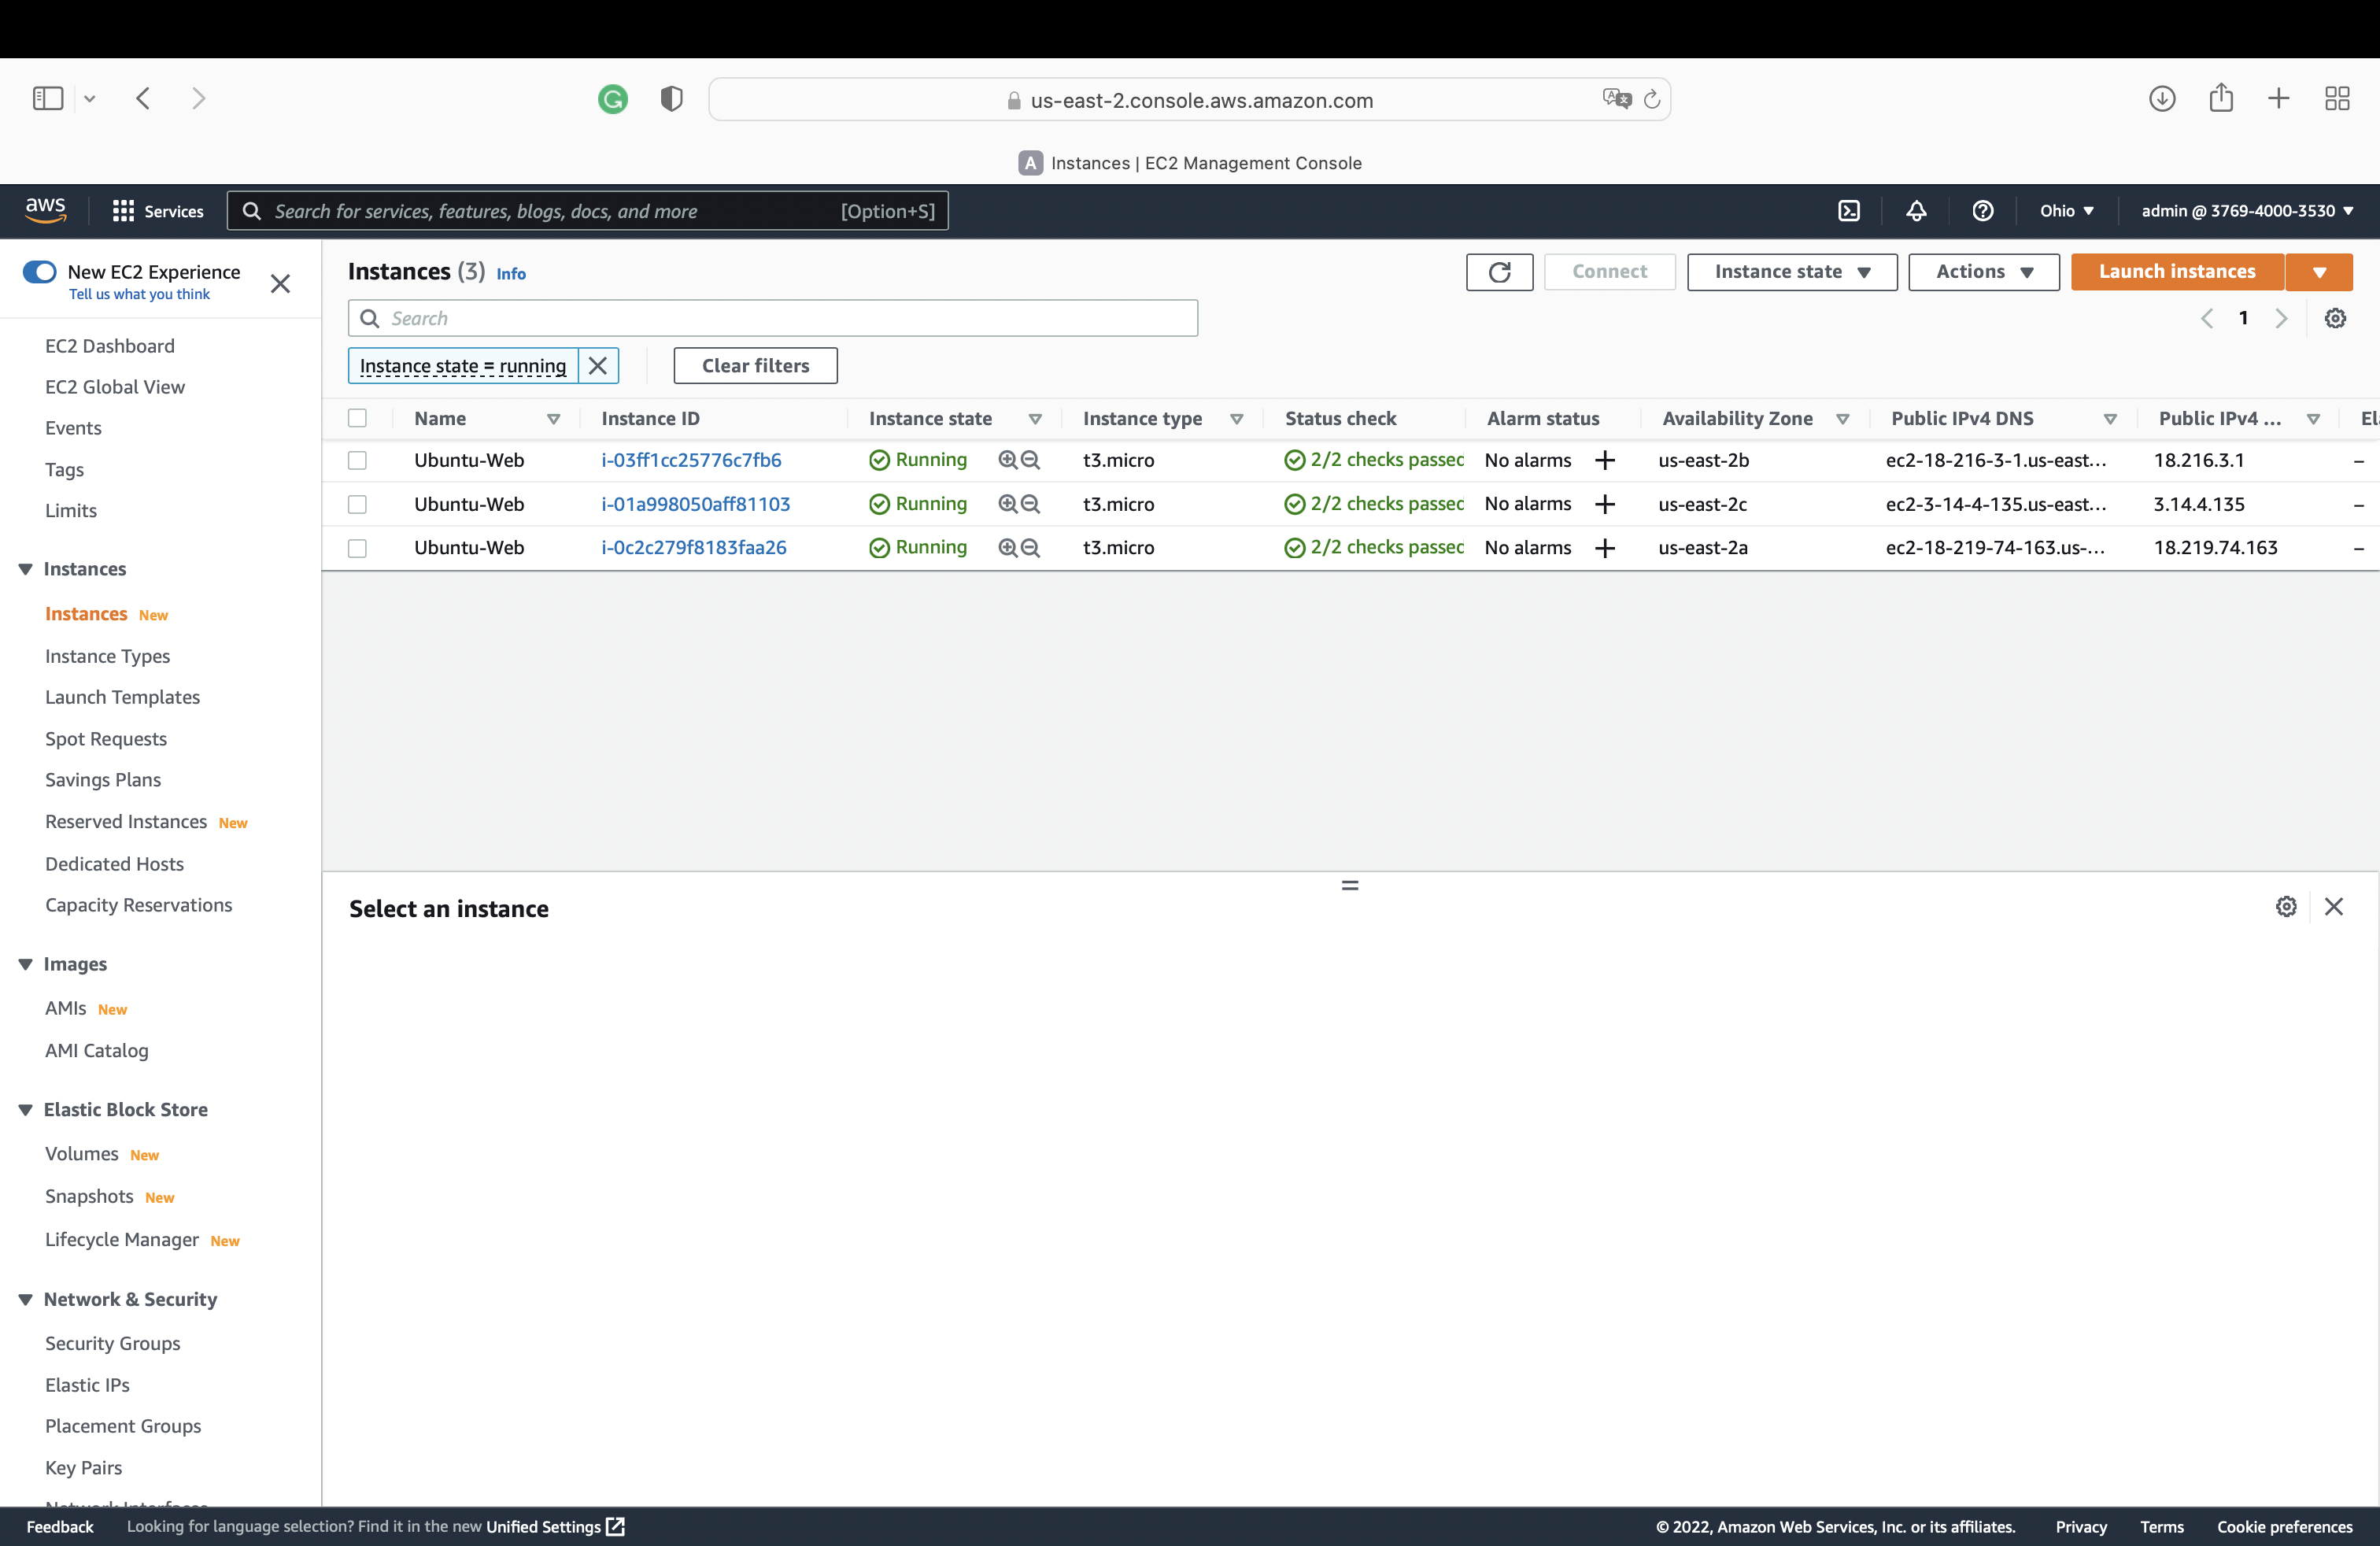 us-east-2.console.aws.amazon.com
A Instances | EC2 Management Console
aws Services Search for services, features, blogs, docs, and more [Option+S] Ohio admin @ 3769-4000-3530
New EC2 Experience
Tell us what you think
EC2 Dashboard
EC2 Global View
Events
Tags
Limits
Instances
Instances New
Instance Types
Launch Templates
Spot Requests
Savings Plans
Reserved Instances New
Dedicated Hosts
Capacity Reservations
Images
AMIs New
AMI Catalog
Elastic Block Store
Volumes New
Snapshots New
Lifecycle Manager New
Network & Security
Security Groups
Elastic IPs
Placement Groups
Key Pairs
Instances (3) Info Connect Instance state Actions Launch instances
Search 1
Instance state = running Clear filters
Name Instance ID Instance state Instance type Status check Alarm status Availability Zone Public IPv4 DNS Public IPv4 ...
Ubuntu-Web i-03ff1cc25776c7fb6 Running t3.micro 2/2 checks passed No alarms us-east-2b ec2-18-216-3-1.us-east... 18.216.3.1 –
Ubuntu-Web i-01a998050aff81103 Running t3.micro 2/2 checks passed No alarms us-east-2c ec2-3-14-4-135.us-east... 3.14.4.135 –
Ubuntu-Web i-0c2c279f8183faa26 Running t3.micro 2/2 checks passed No alarms us-east-2a ec2-18-219-74-163.us-... 18.219.74.163 –
Select an instance
Feedback Looking for language selection? Find it in the new Unified Settings © 2022, Amazon Web Services, Inc. or its affiliates. Privacy Terms Cookie preferences